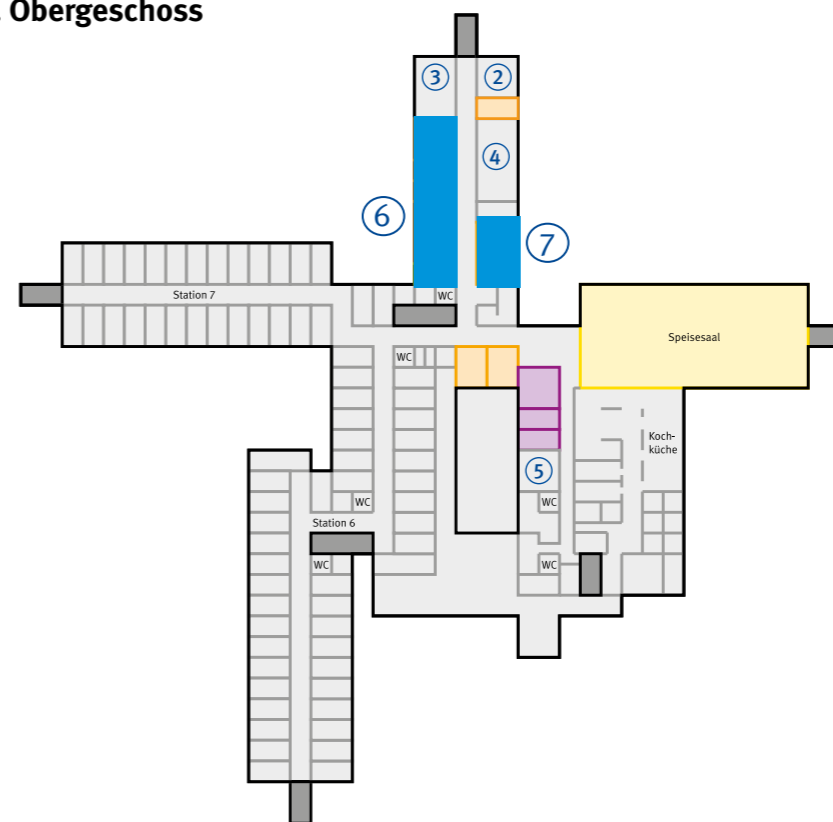 Obergeschoss
3
2
4
6
7
WC
Station 7
Speisesaal
WC
Koch-
küche
5
WC
WC
Station 6
WC
WC